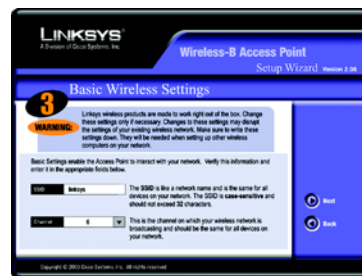 LINKSYS®
A Division of Cisco Systems, Inc.
Wireless-B Access Point
Setup Wizard Version 2.06
Basic Wireless Settings
3
WARNING:
Linksys wireless products are made to work right out of the box. Change
these settings only if necessary. Changes to these settings may disrupt
the settings of your existing wireless network. Make sure to write these
settings down. They will be needed when setting up other wireless
computers on your network.
Basic Settings enable the Access Point to interact with your network. Verify this information and
enter it in the appropriate fields below.
SSID linksys
The SSID is like a network name and is the same for all
devices on your network. The SSID is case-sensitive and
should not exceed 32 characters.
Channel 6
This is the channel on which your wireless network is
broadcasting and should be the same for all devices on
your network.
Next
Back
Copyright © 2003 Cisco Systems, Inc. All rights reserved.